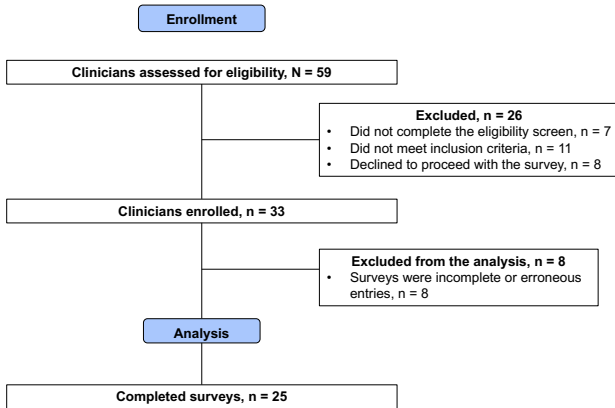 Enrollment
Clinicians assessed for eligibility, N = 59
Excluded, n = 26
• Did not complete the eligibility screen, n = 7
• Did not meet inclusion criteria, n = 11
• Declined to proceed with the survey, n = 8
Clinicians enrolled, n = 33
Excluded from the analysis, n = 8
• Surveys were incomplete or erroneous
entries, n = 8
Analysis
Completed surveys, n = 25